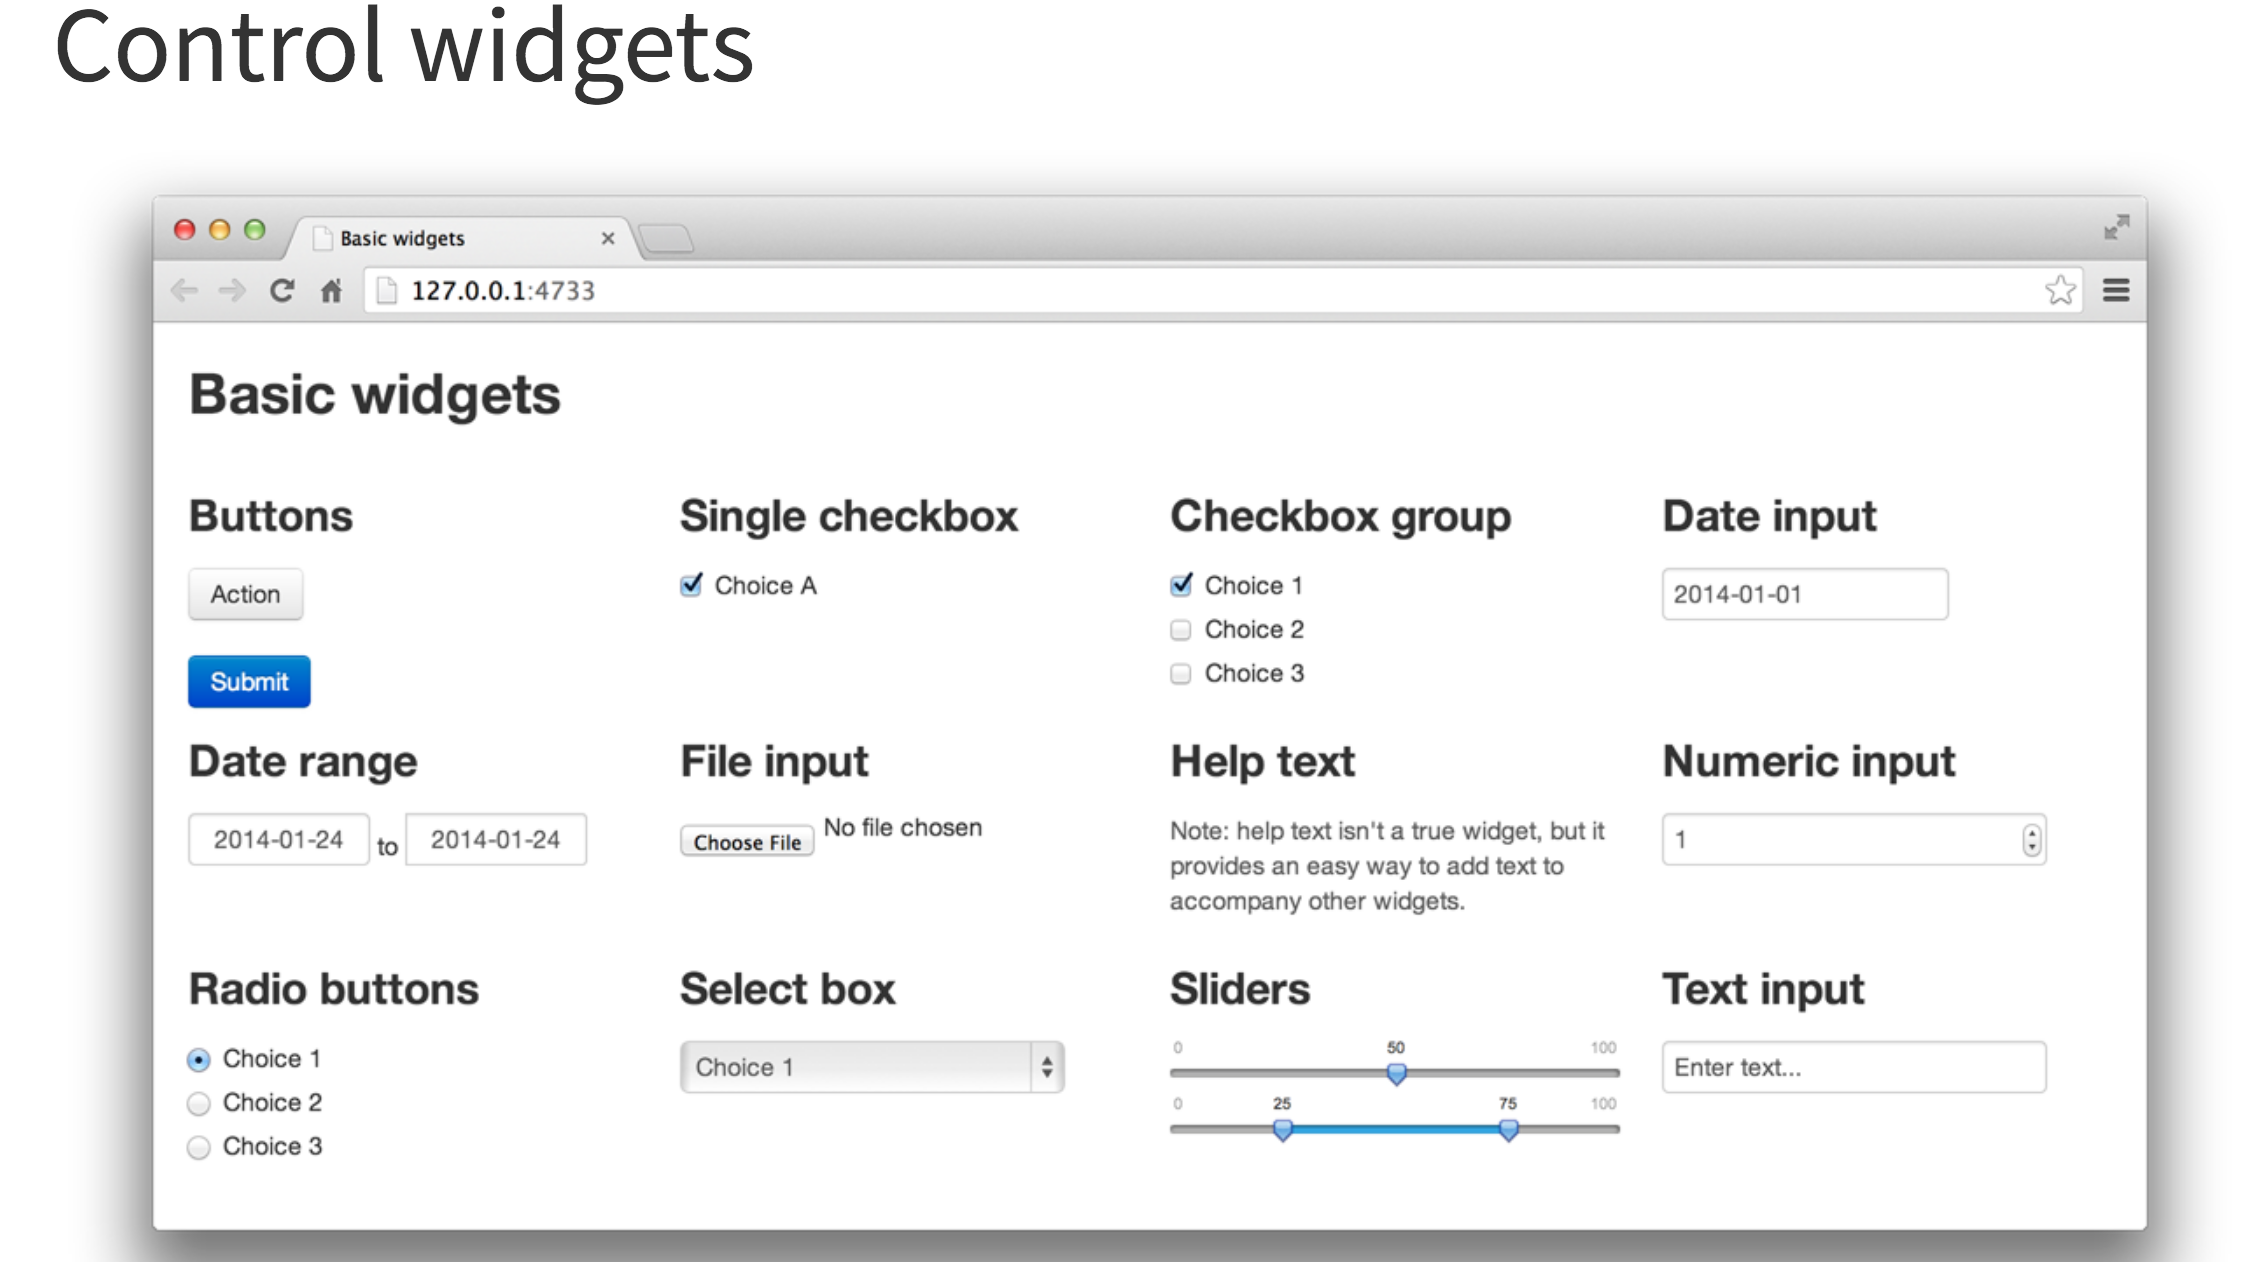 Control widgets
Basic widgets
127.0.0.1:4733
Basic widgets
Buttons
Action
Submit
Single checkbox
Choice A
Checkbox group
Choice 1
Choice 2
Choice 3
Date input
2014-01-01
Date range
2014-01-24 to 2014-01-24
File input
Choose File No file chosen
Help text
Note: help text isn't a true widget, but it
provides an easy way to add text to
accompany other widgets.
Numeric input
1
Radio buttons
Choice 1
Choice 2
Choice 3
Select box
Choice 1
Sliders
0 50 100
0 25 75 100
Text input
Enter text...